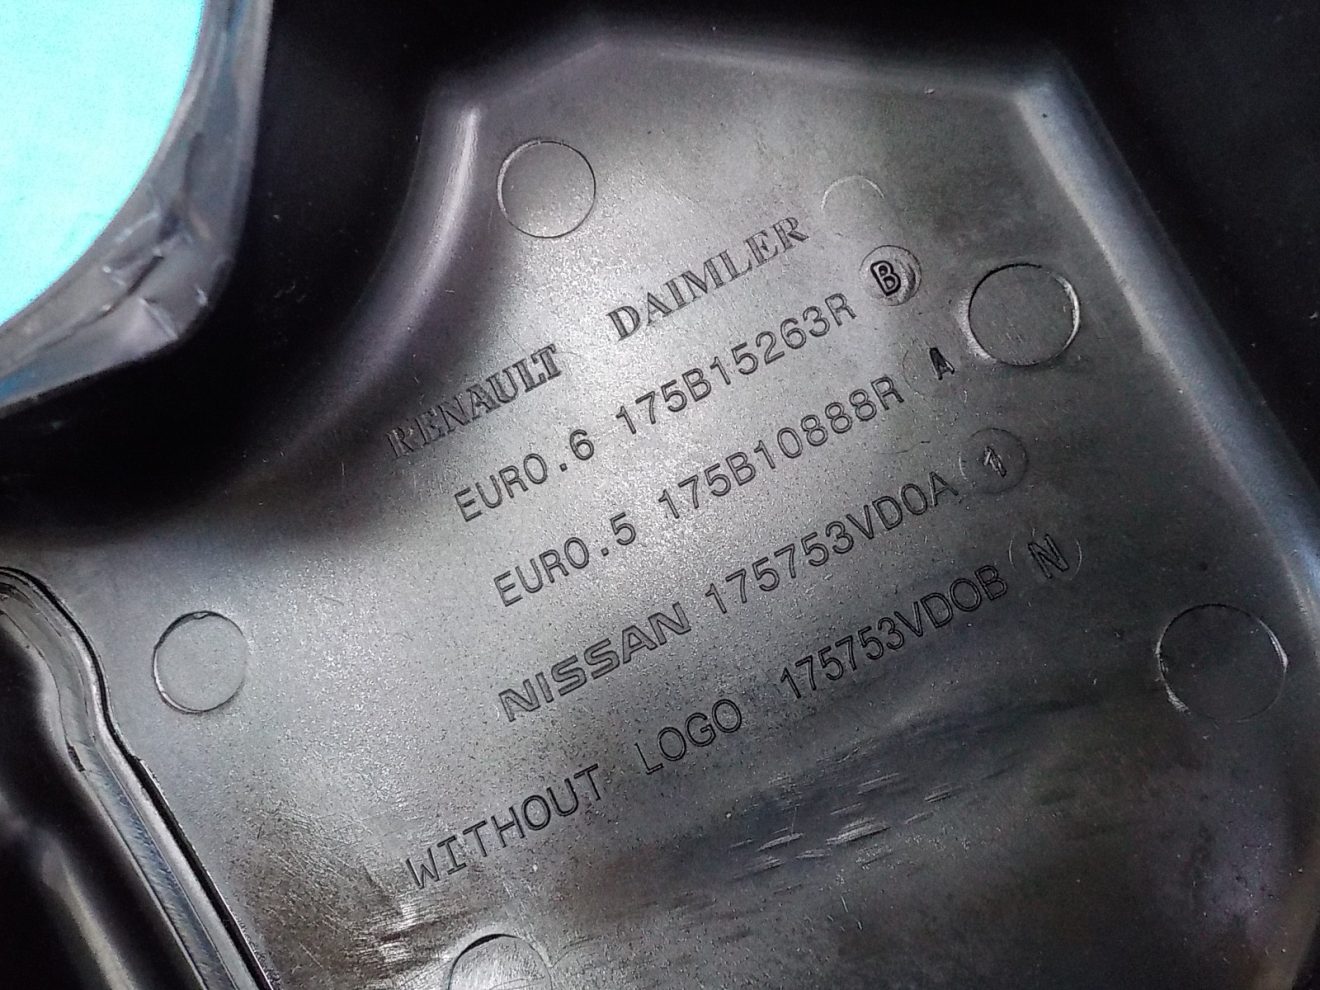 RENAULT DAIMLER
EURO.6 175B15263R B
EURO.5 175B10888R A
NISSAN 175753VD0A 1
WITHOUT LOGO 175753VD0B N